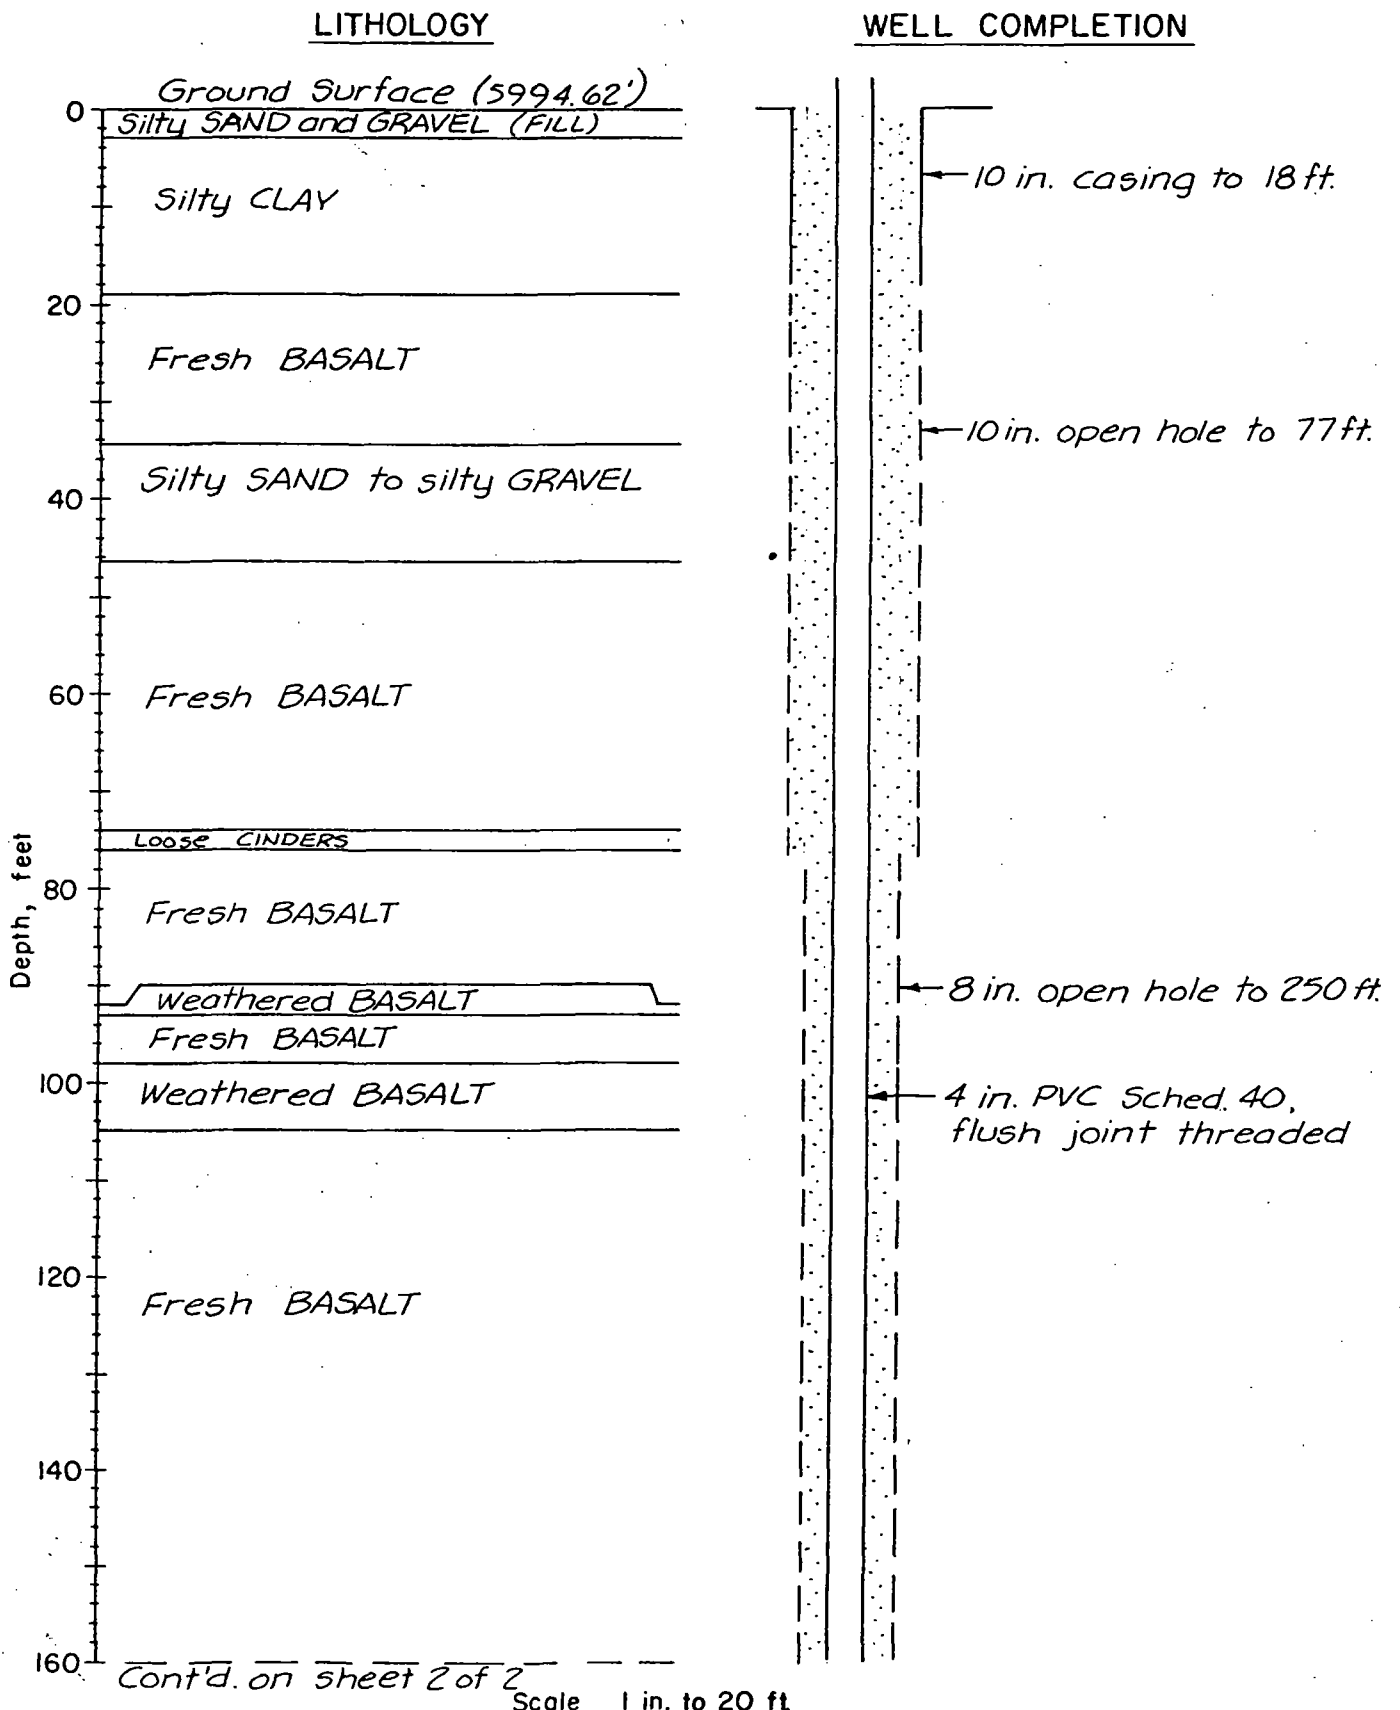 LITHOLOGY
WELL COMPLETION
Ground Surface (5994.62')
0
Silty SAND and GRAVEL (FILL)
10 in. casing to 18 ft.
Silty CLAY
20
Fresh BASALT
10 in. open hole to 77 ft.
Silty SAND to silty GRAVEL
40
60
Fresh BASALT
Loose CINDERS
Depth, feet
80
Fresh BASALT
Weathered BASALT
8 in. open hole to 250 ft.
Fresh BASALT
100
Weathered BASALT
4 in. PVC Sched. 40,
flush joint threaded
120
Fresh BASALT
140
160
Cont'd. on sheet 2 of 2
Scale 1 in. to 20 ft.